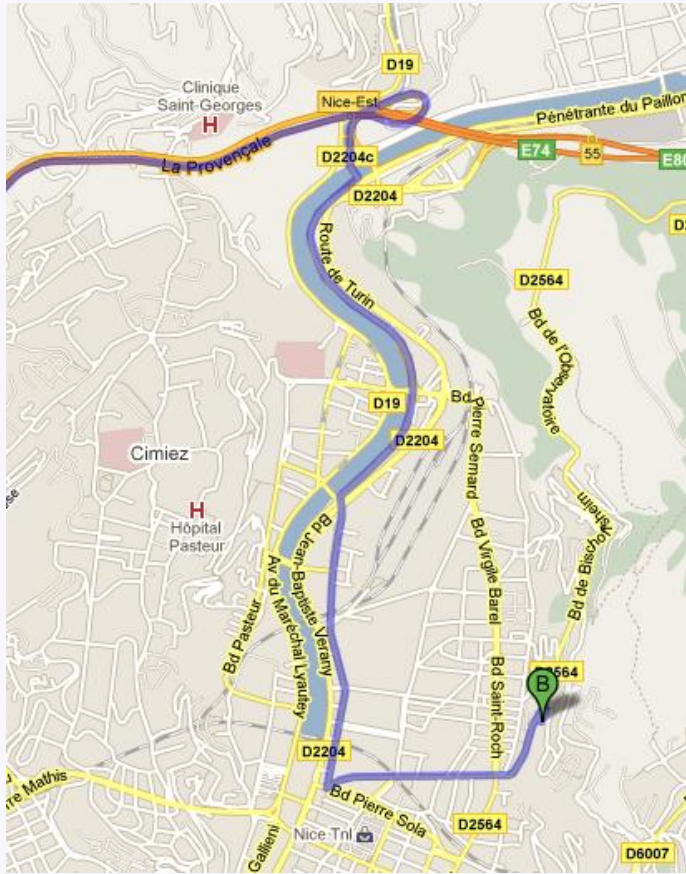 D19
Clinique
Saint-Georges
H
Nice-Est
Pénétrante du Paillon
La Provençale
D2204c
E74
55
D2204
Route de Turin
D2564
Bd de l'Observatoire
D19
Bd Pierre Semard
D2204
Cimiez
H
Hôpital
Pasteur
Bd Jean-Baptiste Verany
Av du Maréchal Lyautey
Bd Pasteur
Bd Virgile Barel
Bd de Bischoffsheim
Bd Saint-Roch
D2564
B
D2204
Bd Pierre Sola
Mathis
Nice Tnl
Gallieni
D2564
D6007